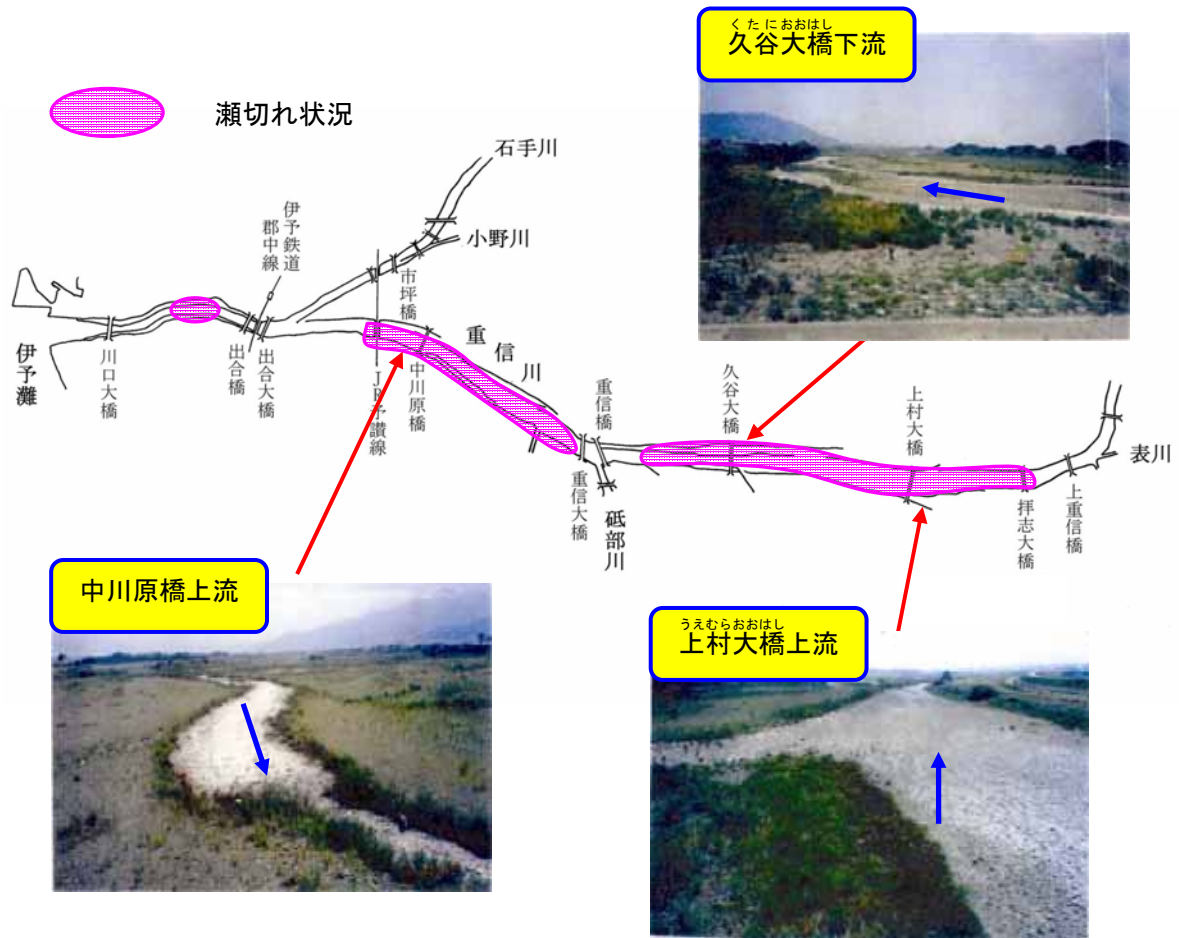 くたにおおはし
久谷大橋下流
瀬切れ状況
石手川
伊予鉄道
郡中線
小野川
市坪橋
重信川
伊予灘
川口大橋
出合橋
出合大橋
JR予讃線
中川原橋
重信橋
久谷大橋
上村大橋
表川
重信大橋
砥部川
拝志大橋
上重信橋
中川原橋上流
うえむらおおはし
上村大橋上流